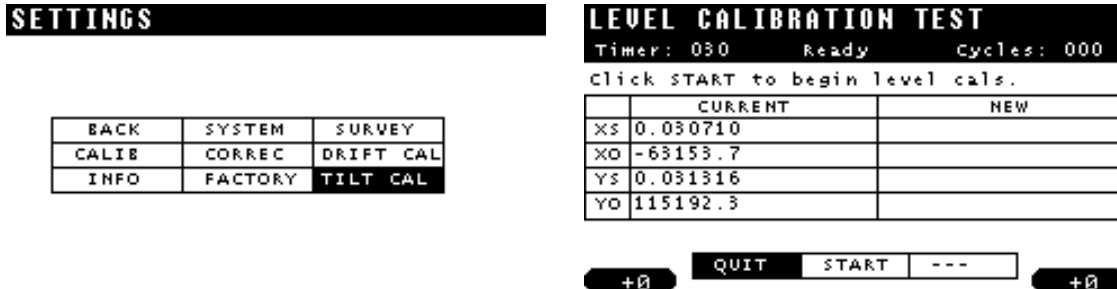 SETTINGS
BACK SYSTEM SURVEY
CALIB CORREC DRIFT CAL
INFO FACTORY TILT CAL
LEVEL CALIBRATION TEST
Timer: 030 Ready Cycles: 000
Click START to begin level cals.
CURRENT NEW
XS 0.030710
XO -63153.7
YS 0.031316
YO 115192.3
QUIT START ---
+0 +0